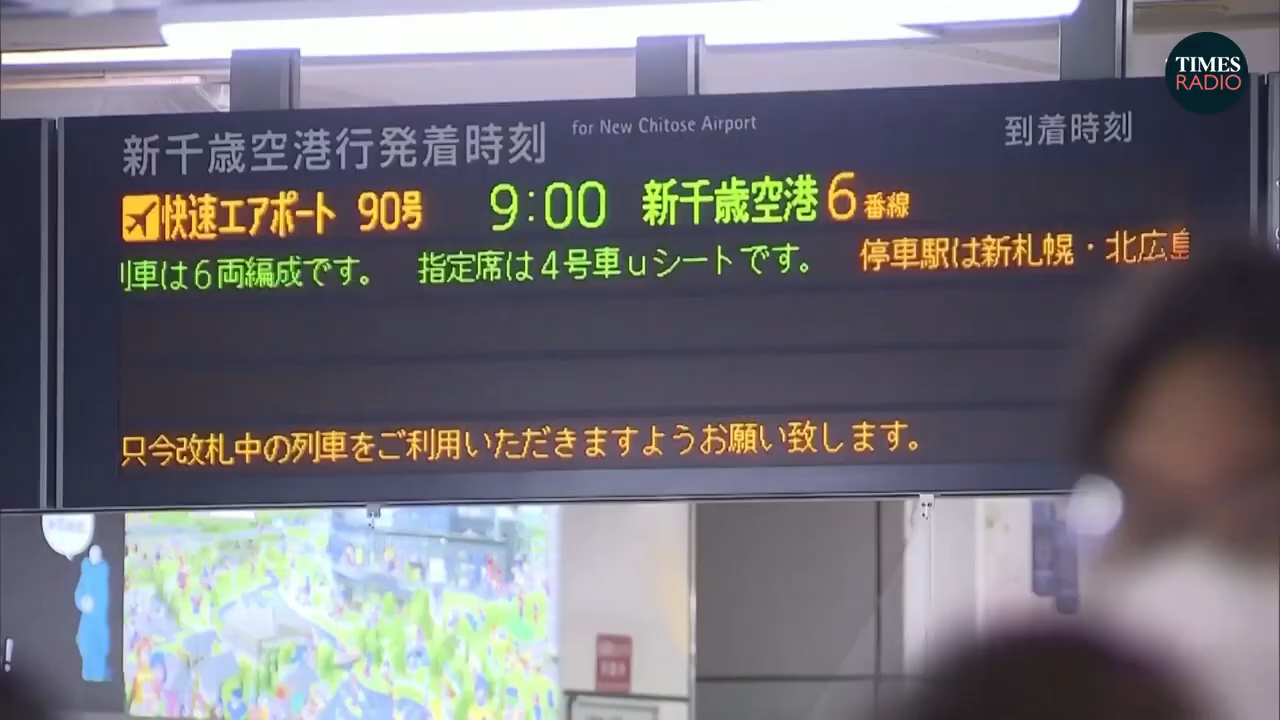 TIMES
RADIO
新千歳空港行発着時刻 for New Chitose Airport 到着時刻
快速エアポート 90号 9:00 新千歳空港 6番線
列車は6両編成です。 指定席は4号車uシートです。 停車駅は新札幌・北広島
只今改札中の列車をご利用いただきますようお願い致します。